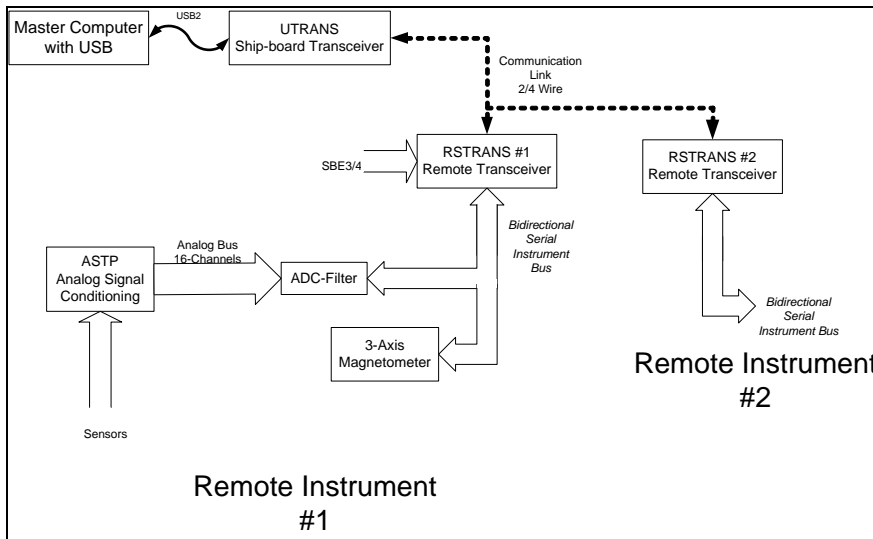 Master Computer
with USB
USB2
UTRANS
Ship-board Transceiver
Communication
Link
2/4 Wire
SBE3/4
RSTRANS #1
Remote Transceiver
RSTRANS #2
Remote Transceiver
Bidirectional
Serial
Instrument
Bus
ASTP
Analog Signal
Conditioning
Analog Bus
16-Channels
ADC-Filter
3-Axis
Magnetometer
Bidirectional
Serial
Instrument Bus
Sensors
Remote Instrument
#2
Remote Instrument
#1